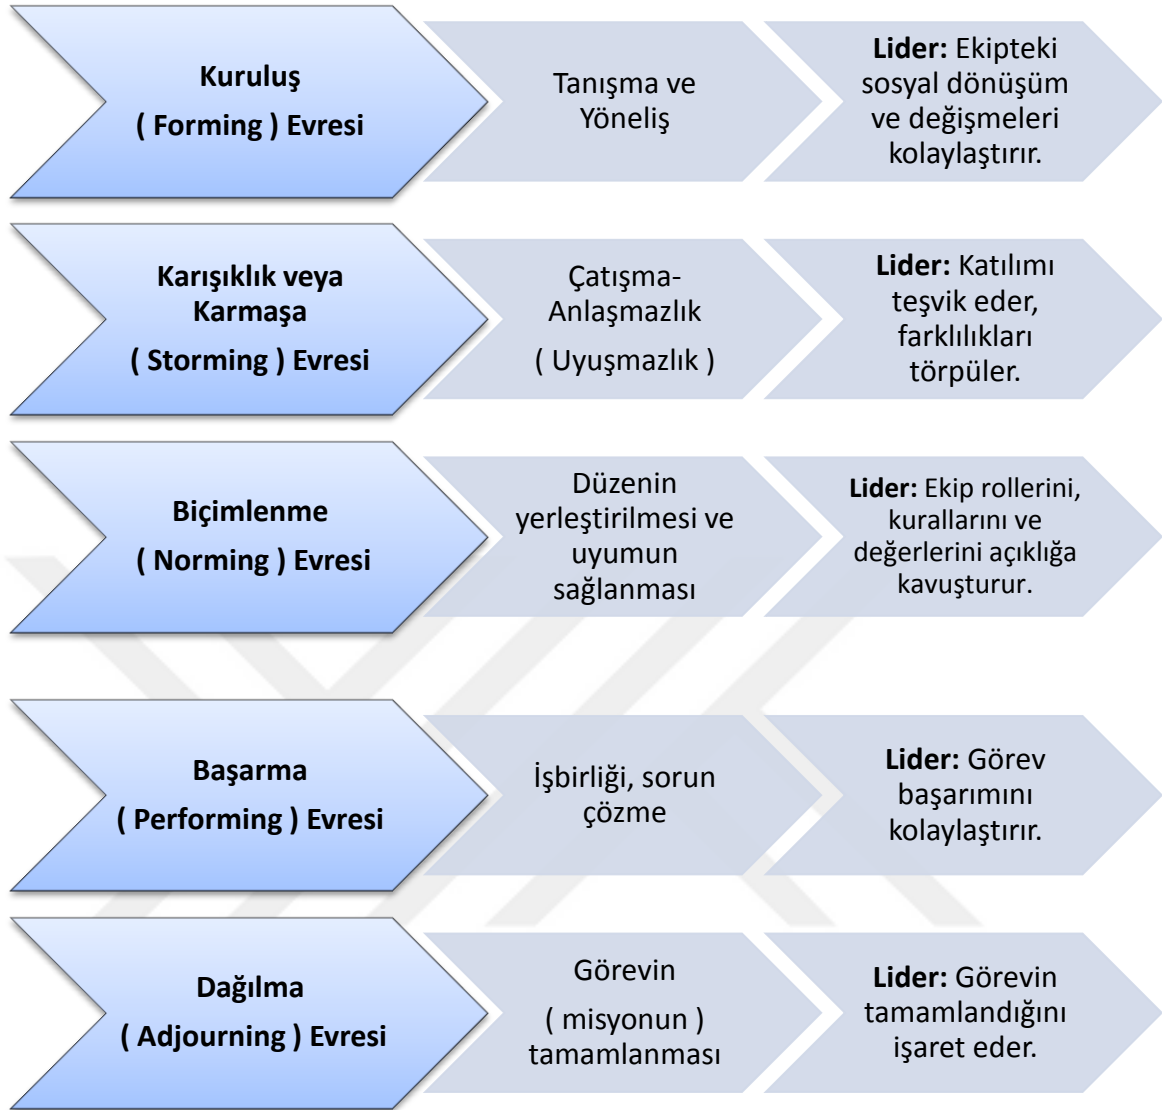 Kuruluş
( Forming ) Evresi
Tanışma ve
Yöneliş
Lider: Ekipteki
sosyal dönüşüm
ve değişmeleri
kolaylaştırır.
Karışıklık veya
Karmaşa
( Storming ) Evresi
Çatışma-
Anlaşmazlık
( Uyuşmazlık )
Lider: Katılımı
teşvik eder,
farklılıkları
törpüler.
Biçimlenme
( Norming ) Evresi
Düzenin
yerleştirilmesi ve
uyumun
sağlanması
Lider: Ekip rollerini,
kurallarını ve
değerlerini açıklığa
kavuşturur.
Başarma
( Performing ) Evresi
İşbirliği, sorun
çözme
Lider: Görev
başarımını
kolaylaştırır.
Dağılma
( Adjourning ) Evresi
Görevin
( misyonun )
tamamlanması
Lider: Görevin
tamamlandığını
işaret eder.